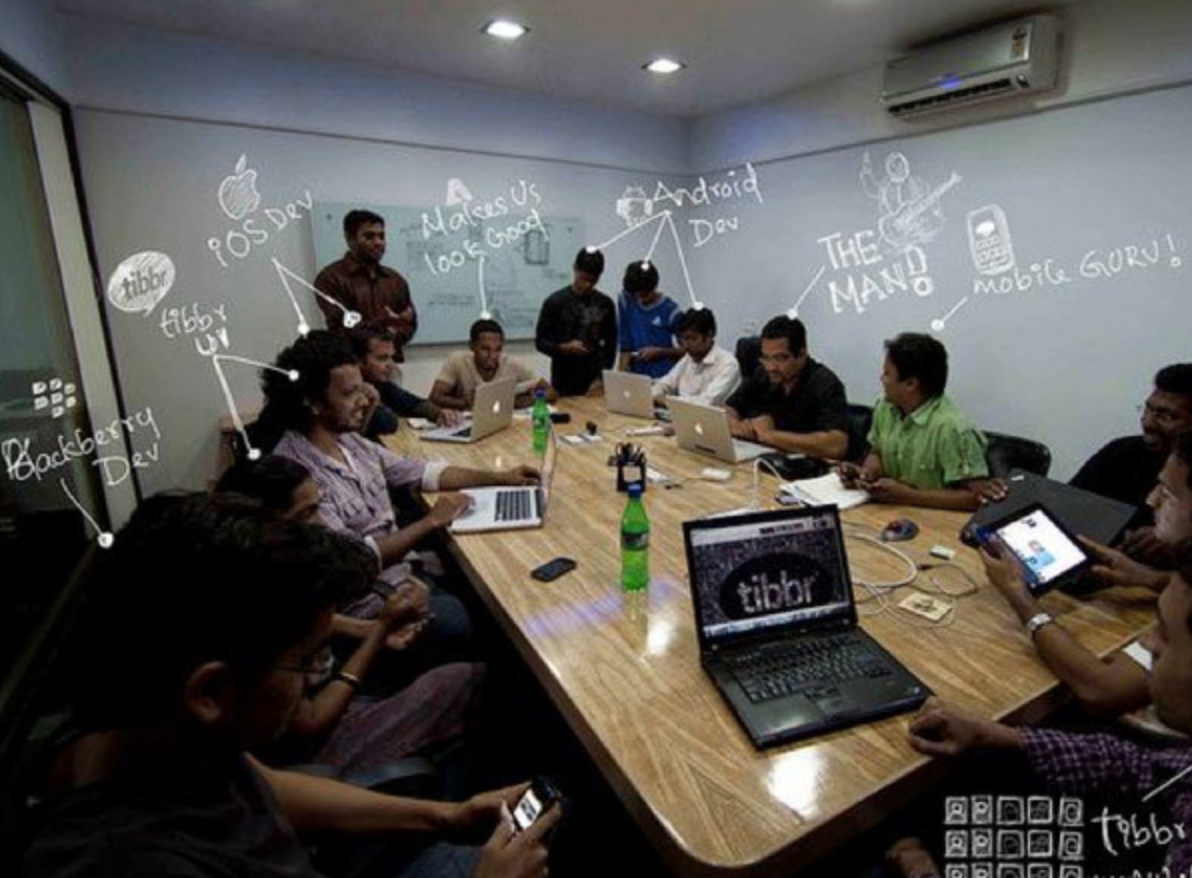 iOS Dev
Makes Us
look Good
Android
Dev
THE
MAN!
mobile GURU!
tibbr
tibbr
UI
Blackberry
Dev
tibbr
tibbr